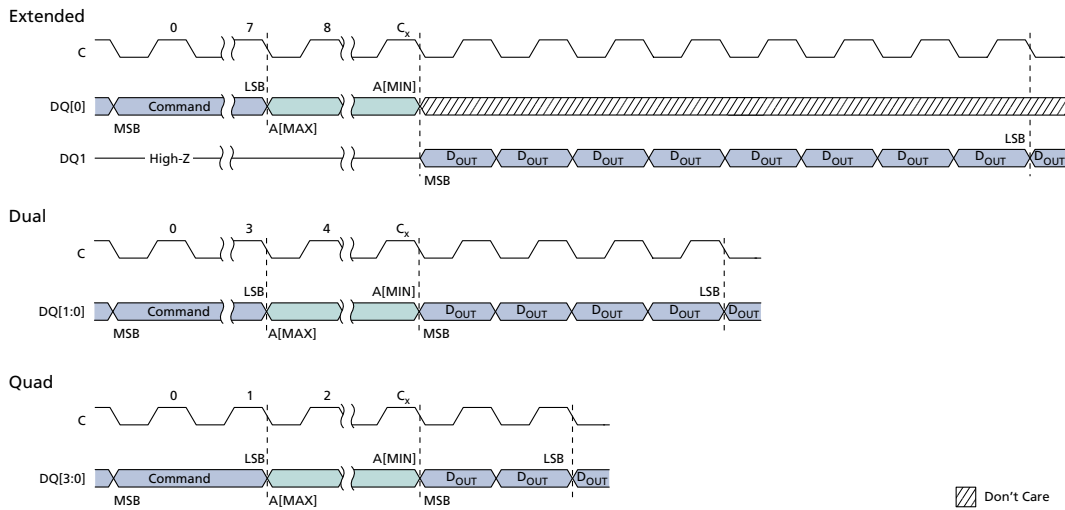 Extended
0 7 8 Cx
C
LSB A[MIN]
DQ[0] Command
MSB A[MAX]
LSB
DQ1 High-Z DOUT DOUT DOUT DOUT DOUT DOUT DOUT DOUT DOUT
MSB
Dual
0 3 4 Cx
C
LSB A[MIN] LSB
DQ[1:0] Command DOUT DOUT DOUT DOUT DOUT
MSB A[MAX] MSB
Quad
0 1 2 Cx
C
LSB A[MIN] LSB
DQ[3:0] Command DOUT DOUT DOUT
MSB A[MAX] MSB
Don't Care